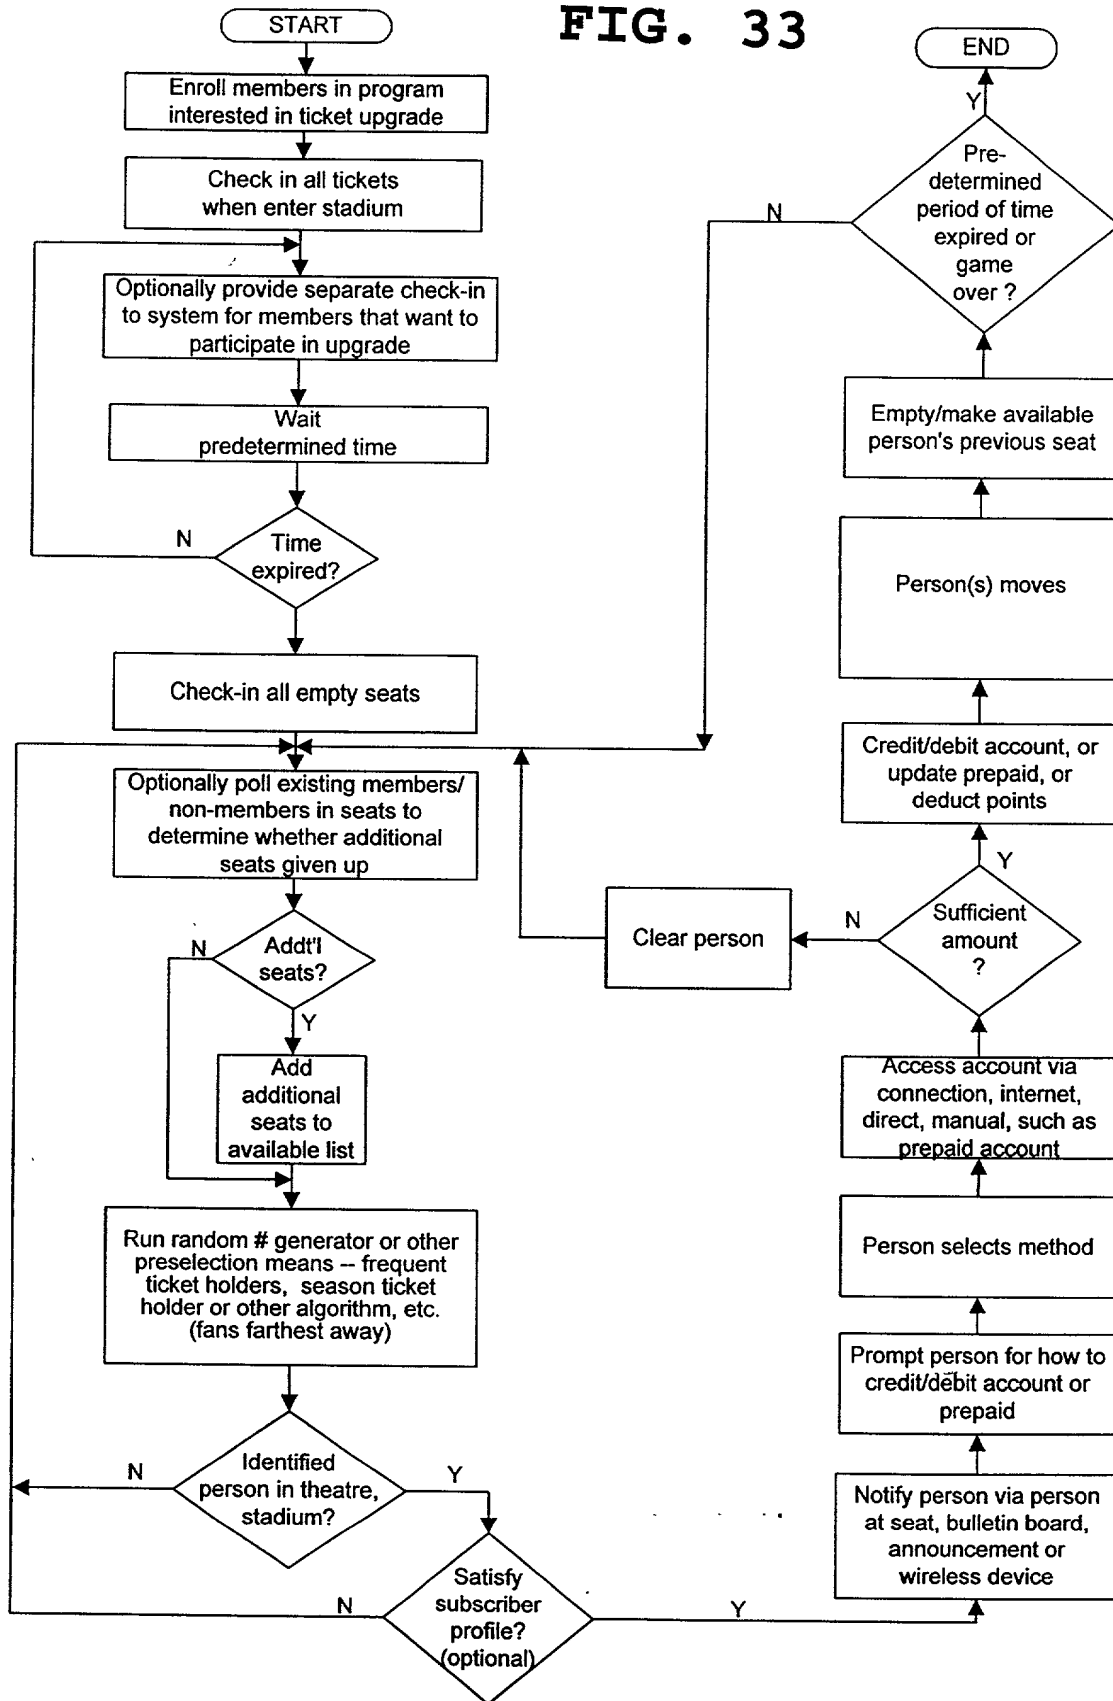 FIG. 33
START
Enroll members in program
interested in ticket upgrade
Check in all tickets
when enter stadium
Optionally provide separate check-in
to system for members that want to
participate in upgrade
Wait
predetermined time
N
Time
expired?
Check-in all empty seats
Optionally poll existing members/
non-members in seats to
determine whether additional
seats given up
N
Addt'l
seats?
Y
Add
additional
seats to
available list
Run random # generator or other
preselection means -- frequent
ticket holders, season ticket
holder or other algorithm, etc.
(fans farthest away)
N
Identified
person in theatre,
stadium?
Y
N
Satisfy
subscriber
profile?
(optional)
Y
Notify person via person
at seat, bulletin board,
announcement or
wireless device
Prompt person for how to
credit/debit account or
prepaid
Person selects method
Access account via
connection, internet,
direct, manual, such as
prepaid account
Sufficient
amount
?
N
Clear person
Y
Credit/debit account, or
update prepaid, or
deduct points
Person(s) moves
Empty/make available
person's previous seat
Pre-
determined
period of time
expired or
game
over ?
N
Y
END